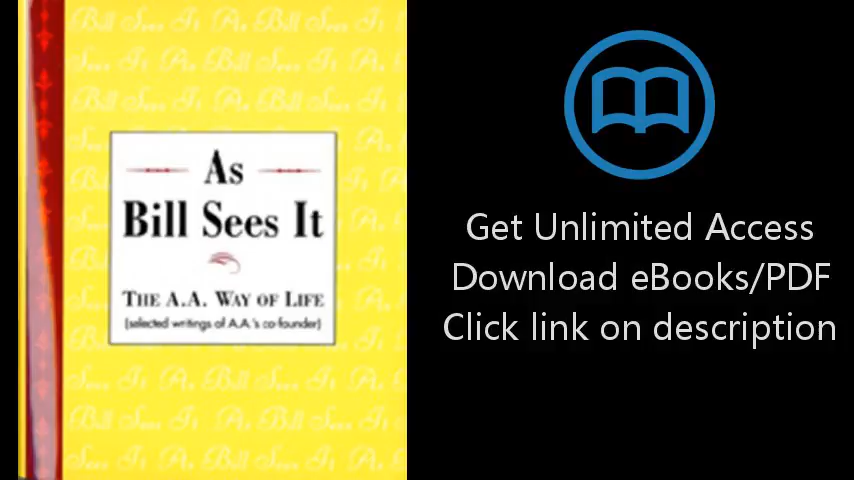 As
Bill Sees It
THE A.A. WAY OF LIFE
(selected writings of A.A.'s co-founder)
Get Unlimited Access
Download eBooks/PDF
Click link on description